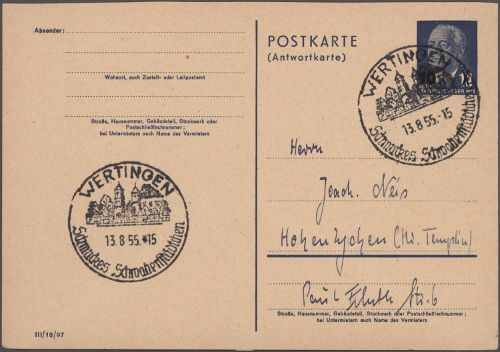 Absender:
Wohnort, auch Zustell- oder Leitpostamt
Straße, Hausnummer, Gebäudeteil, Stockwerk oder
Postschließfachnummer;
bei Untermietern auch Name des Vermieters
WERTINGEN
13.8.55.*15
Schmuckes Schwabenstädtchen
III/18/97
POSTKARTE
(Antwortkarte)
WERTINGEN
13.8.55.-15
Schmuckes Schwabenstädtchen
Herrn
Joach. Neis
Hohenzychen (Kr. Templin)
Paul Str. 6
Straße, Hausnummer, Gebäudeteil, Stockwerk oder Postschließfachnummer;
bei Untermietern auch Name des Vermieters